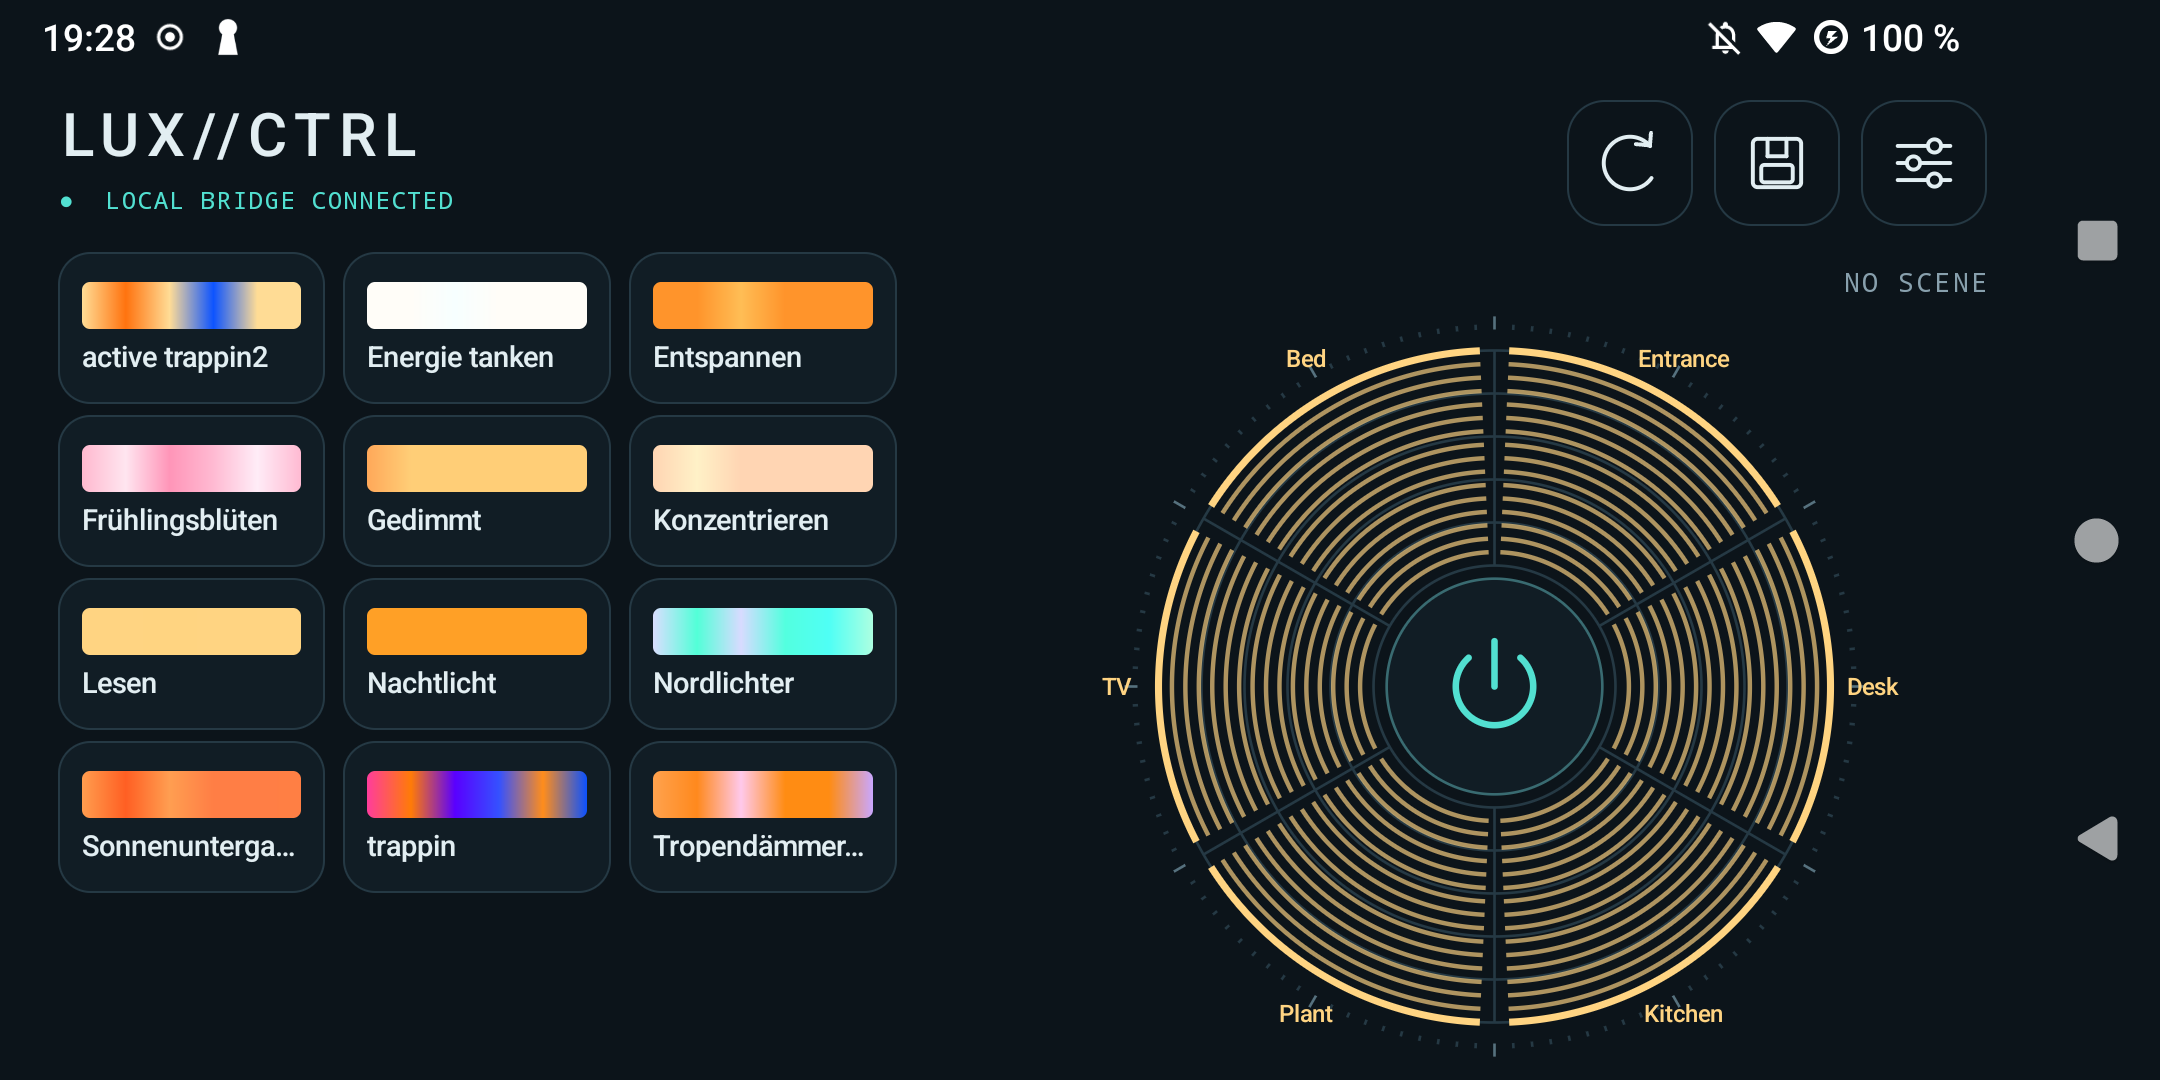 19:28
100 %
LUX//CTRL
LOCAL BRIDGE CONNECTED
NO SCENE
active trappin2
Energie tanken
Entspannen
Frühlingsblüten
Gedimmt
Konzentrieren
Lesen
Nachtlicht
Nordlichter
Sonnenunterga...
trappin
Tropendämmer...
Bed
Entrance
TV
Desk
Plant
Kitchen